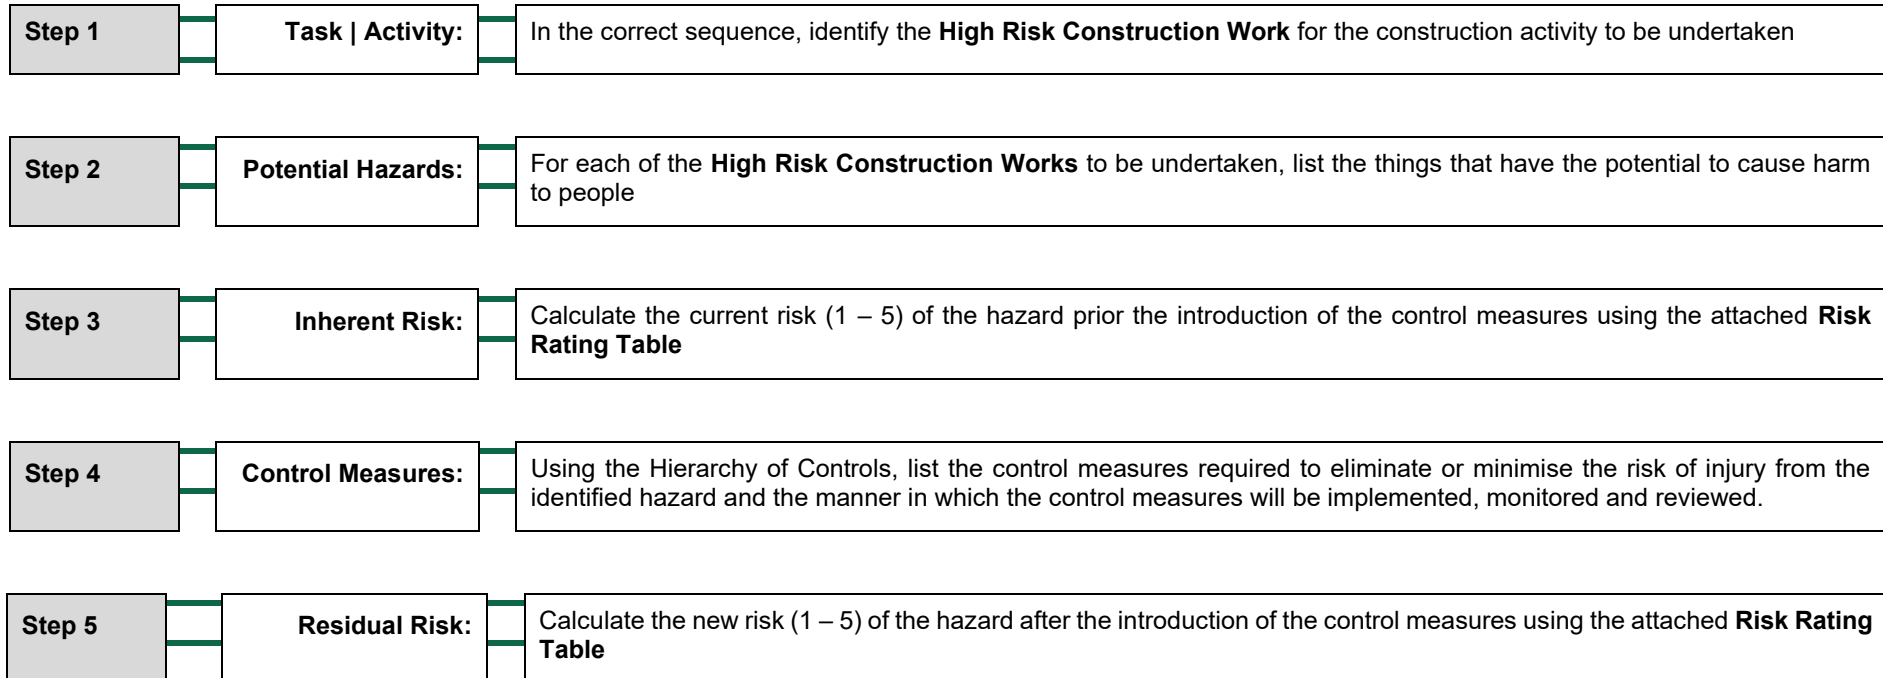 Step 1
Task | Activity:
In the correct sequence, identify the High Risk Construction Work for the construction activity to be undertaken
Step 2
Potential Hazards:
For each of the High Risk Construction Works to be undertaken, list the things that have the potential to cause harm
to people
Step 3
Inherent Risk:
Calculate the current risk (1 – 5) of the hazard prior the introduction of the control measures using the attached Risk
Rating Table
Step 4
Control Measures:
Using the Hierarchy of Controls, list the control measures required to eliminate or minimise the risk of injury from the
identified hazard and the manner in which the control measures will be implemented, monitored and reviewed.
Step 5
Residual Risk:
Calculate the new risk (1 – 5) of the hazard after the introduction of the control measures using the attached Risk Rating
Table